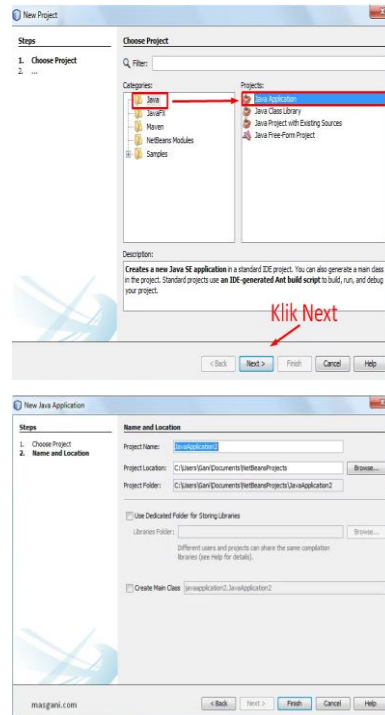 New Project
Steps
1. Choose Project
2. ...
Choose Project
Filter:
Categories:
Java
JavaFX
Maven
NetBeans Modules
Samples
Projects:
Java Application
Java Class Library
Java Project with Existing Sources
Java Free-Form Project
Description:
Creates a new Java SE application in a standard IDE project. You can also generate a main class
in the project. Standard projects use an IDE-generated Ant build script to build, run, and debug
your project.
Klik Next
< Back Next > Finish Cancel Help
New Java Application
Steps
1. Choose Project
2. Name and Location
Name and Location
Project Name: JavaApplication2
Project Location: C:\Users\Gani\Documents\NetBeansProjects Browse...
Project Folder: C:\Users\Gani\Documents\NetBeansProjects\JavaApplication2
Use Dedicated Folder for Storing Libraries
Libraries Folder: Browse...
Different users and projects can share the same compilation
libraries (see Help for details).
Create Main Class javaapplication2.JavaApplication2
masgani.com
< Back Next > Finish Cancel Help